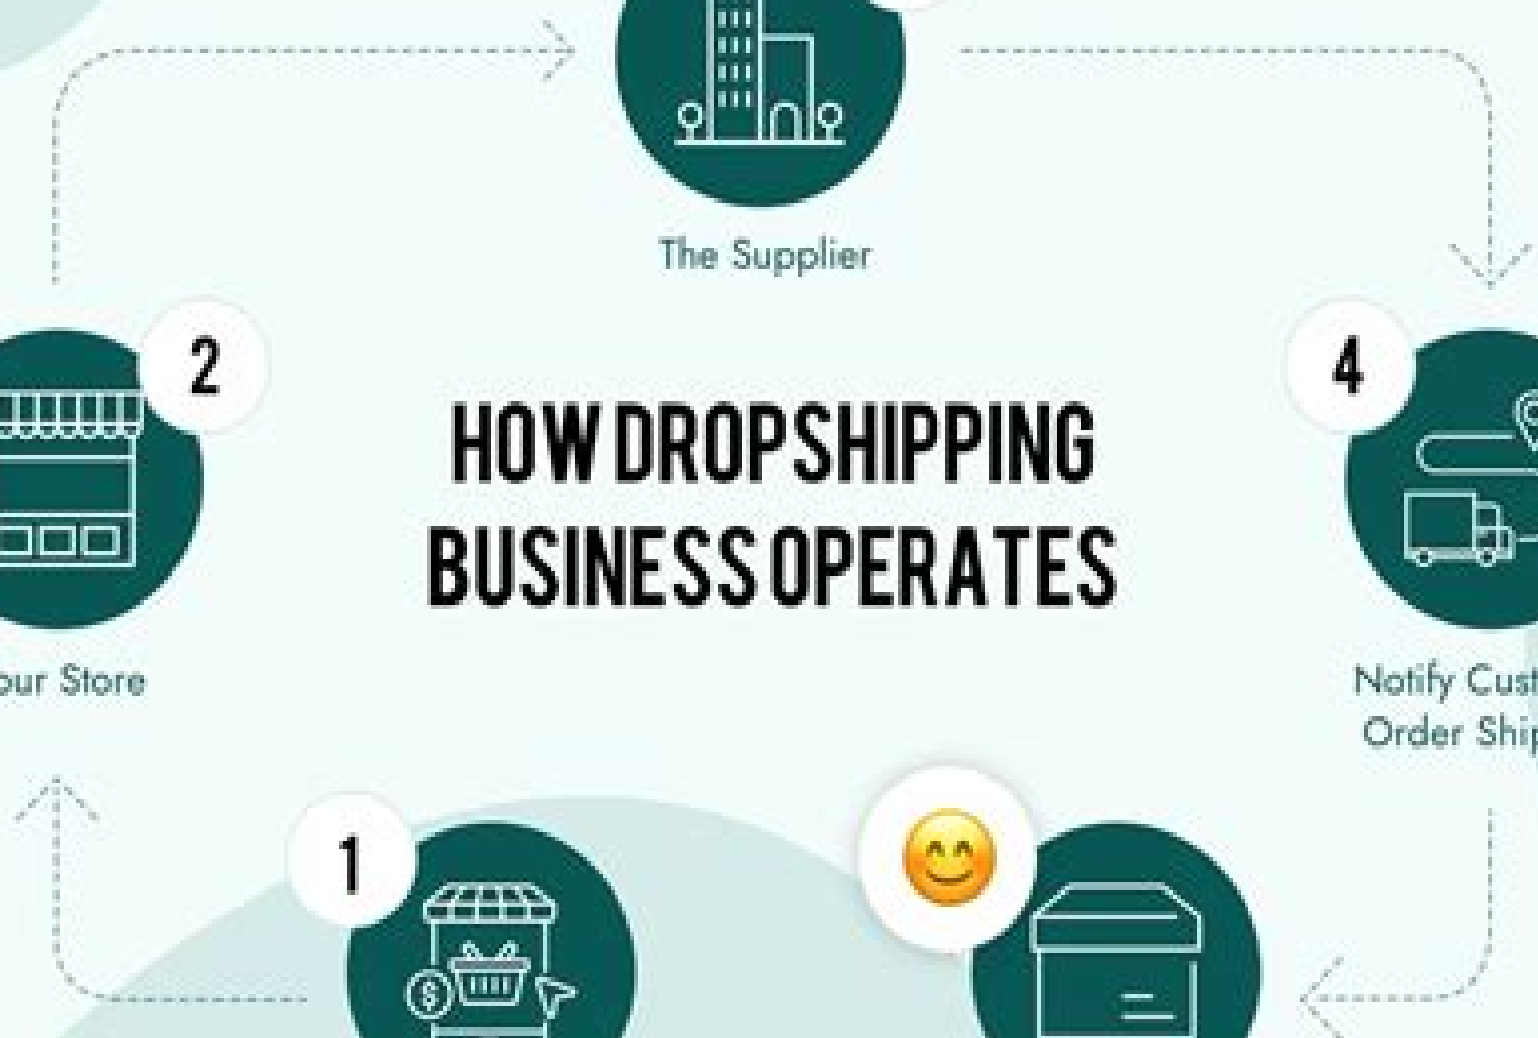 The Supplier
2
4
HOW DROPSHIPPING
BUSINESS OPERATES
our Store
Notify Cust
Order Ship
1
$